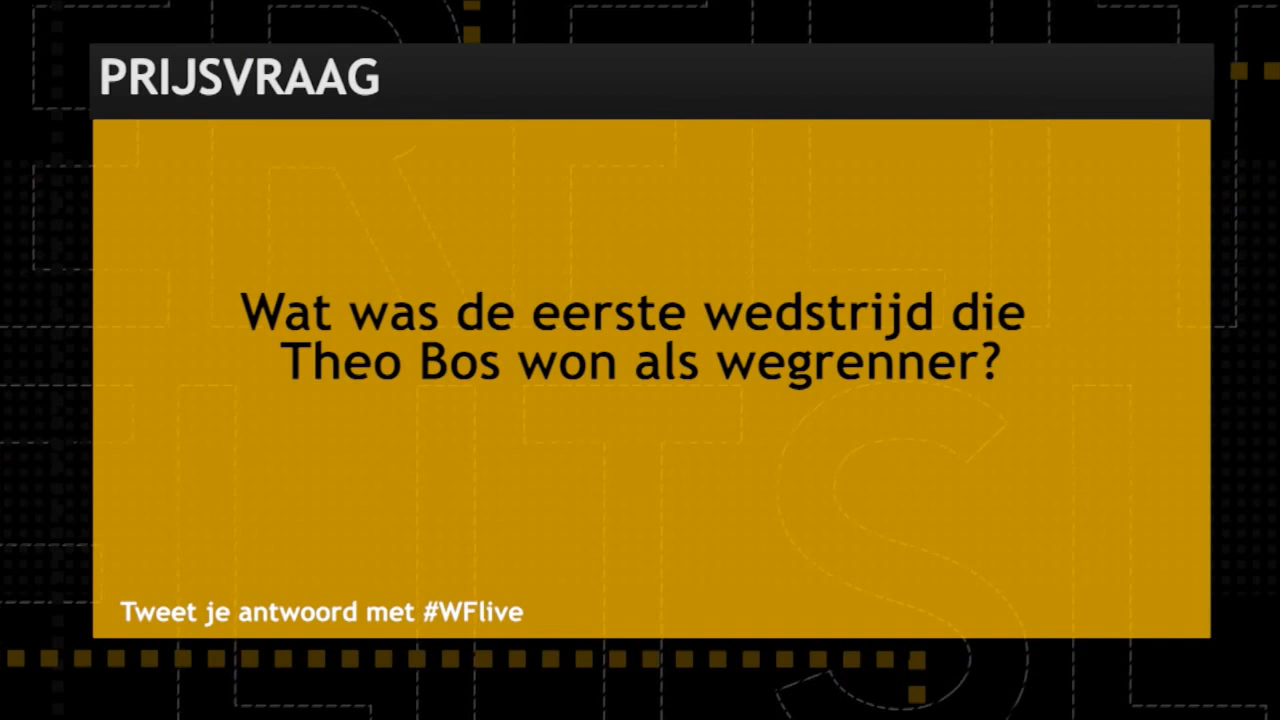 PRIJSVRAAG
Wat was de eerste wedstrijd die
Theo Bos won als wegrenner?
Tweet je antwoord met #WFlive